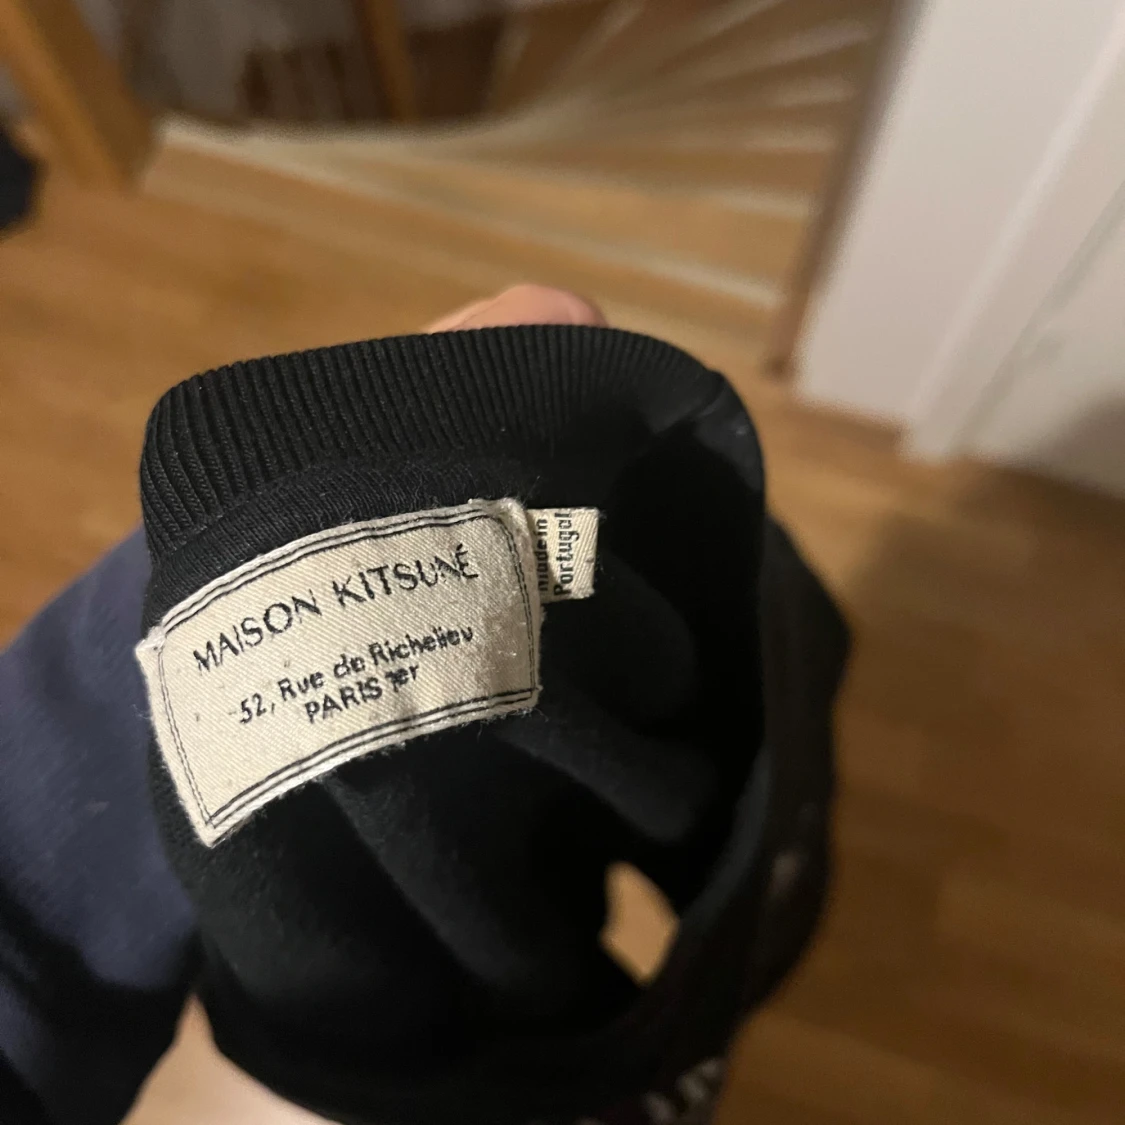 MAISON KITSUNÉ
52, Rue de Richelieu
PARIS 1er
Made in
Portugal